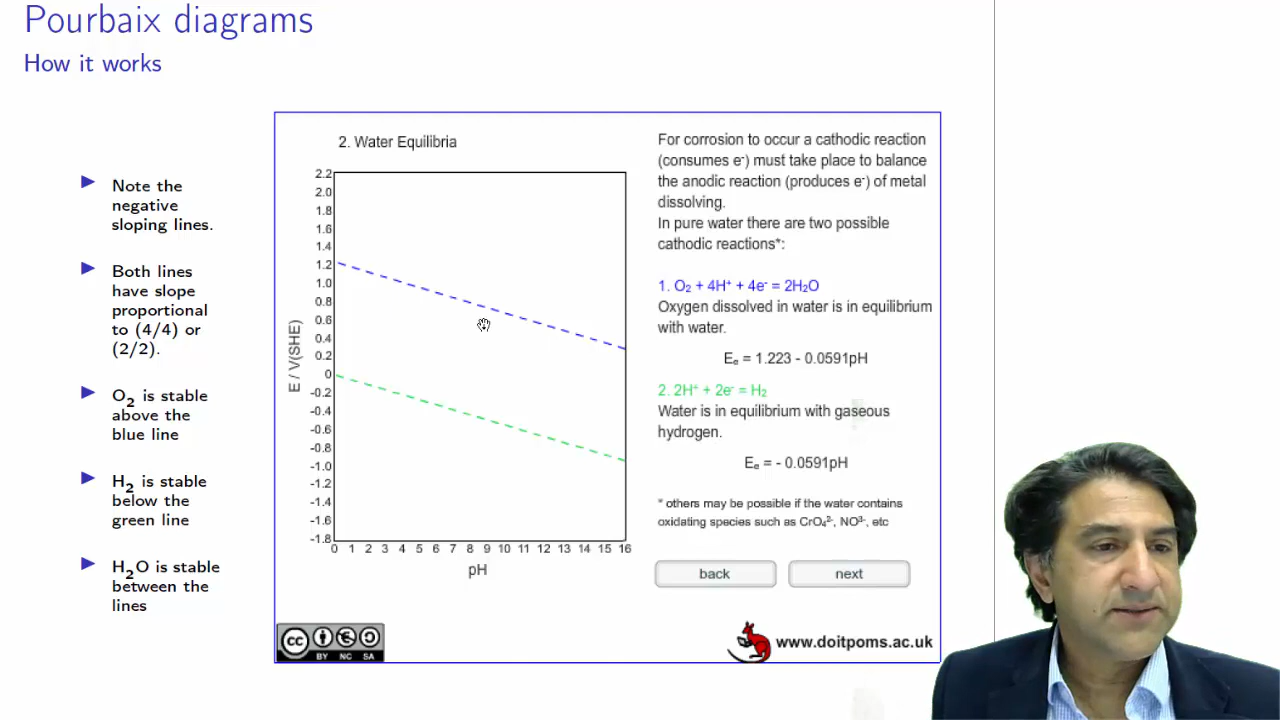 Pourbaix diagrams
How it works
Note the
negative
sloping lines.
Both lines
have slope
proportional
to (4/4) or
(2/2).
O₂ is stable
above the
blue line
H₂ is stable
below the
green line
H₂O is stable
between the
lines
2. Water Equilibria
2.2
2.0
1.8
1.6
1.4
1.2
1.0
0.8
0.6
0.4
0.2
0
-0.2
-0.4
-0.6
-0.8
-1.0
-1.2
-1.4
-1.6
-1.8
E / V(SHE)
0 1 2 3 4 5 6 7 8 9 10 11 12 13 14 15 16
pH
For corrosion to occur a cathodic reaction
(consumes e⁻) must take place to balance
the anodic reaction (produces e⁻) of metal
dissolving.
In pure water there are two possible
cathodic reactions*:
1. O₂ + 4H⁺ + 4e⁻ = 2H₂O
Oxygen dissolved in water is in equilibrium
with water.
Eₑ = 1.223 - 0.0591pH
2. 2H⁺ + 2e⁻ = H₂
Water is in equilibrium with gaseous
hydrogen.
Eₑ = - 0.0591pH
* others may be possible if the water contains
oxidating species such as CrO₄²⁻, NO³⁻, etc
back
next
cc
BY NC SA
www.doitpoms.ac.uk